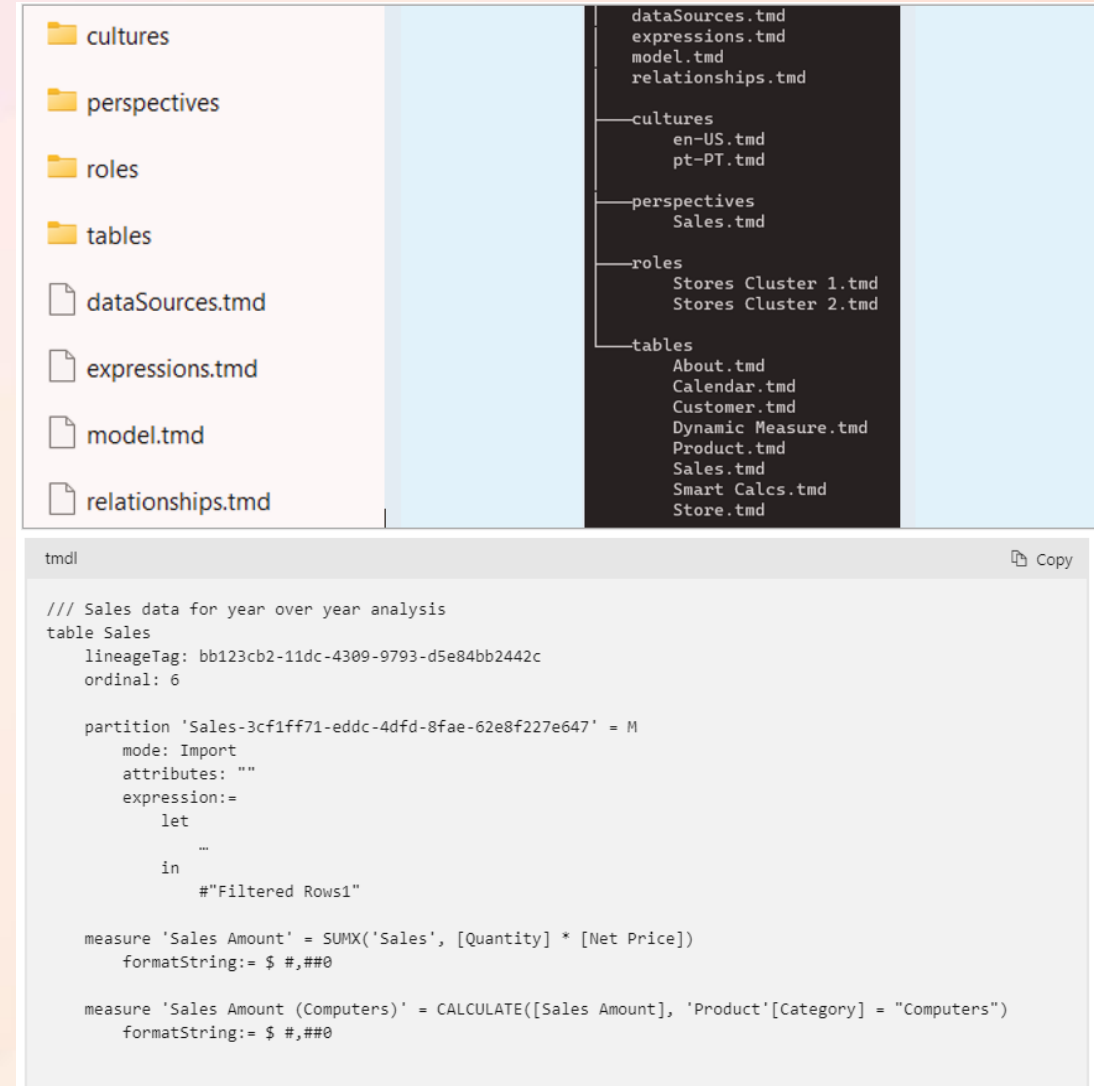 cultures
perspectives
roles
tables
dataSources.tmd
expressions.tmd
model.tmd
relationships.tmd
dataSources.tmd
expressions.tmd
model.tmd
relationships.tmd
cultures
en-US.tmd
pt-PT.tmd
perspectives
Sales.tmd
roles
Stores Cluster 1.tmd
Stores Cluster 2.tmd
tables
About.tmd
Calendar.tmd
Customer.tmd
Dynamic Measure.tmd
Product.tmd
Sales.tmd
Smart Calcs.tmd
Store.tmd
tmdl
Copy
/// Sales data for year over year analysis
table Sales
    lineageTag: bb123cb2-11dc-4309-9793-d5e84bb2442c
    ordinal: 6
    partition 'Sales-3cf1ff71-eddc-4dfd-8fae-62e8f227e647' = M
        mode: Import
        attributes: ""
        expression:=
            let
                …
            in
                #"Filtered Rows1"
    measure 'Sales Amount' = SUMX('Sales', [Quantity] * [Net Price])
        formatString:= $ #,##0
    measure 'Sales Amount (Computers)' = CALCULATE([Sales Amount], 'Product'[Category] = "Computers")
        formatString:= $ #,##0